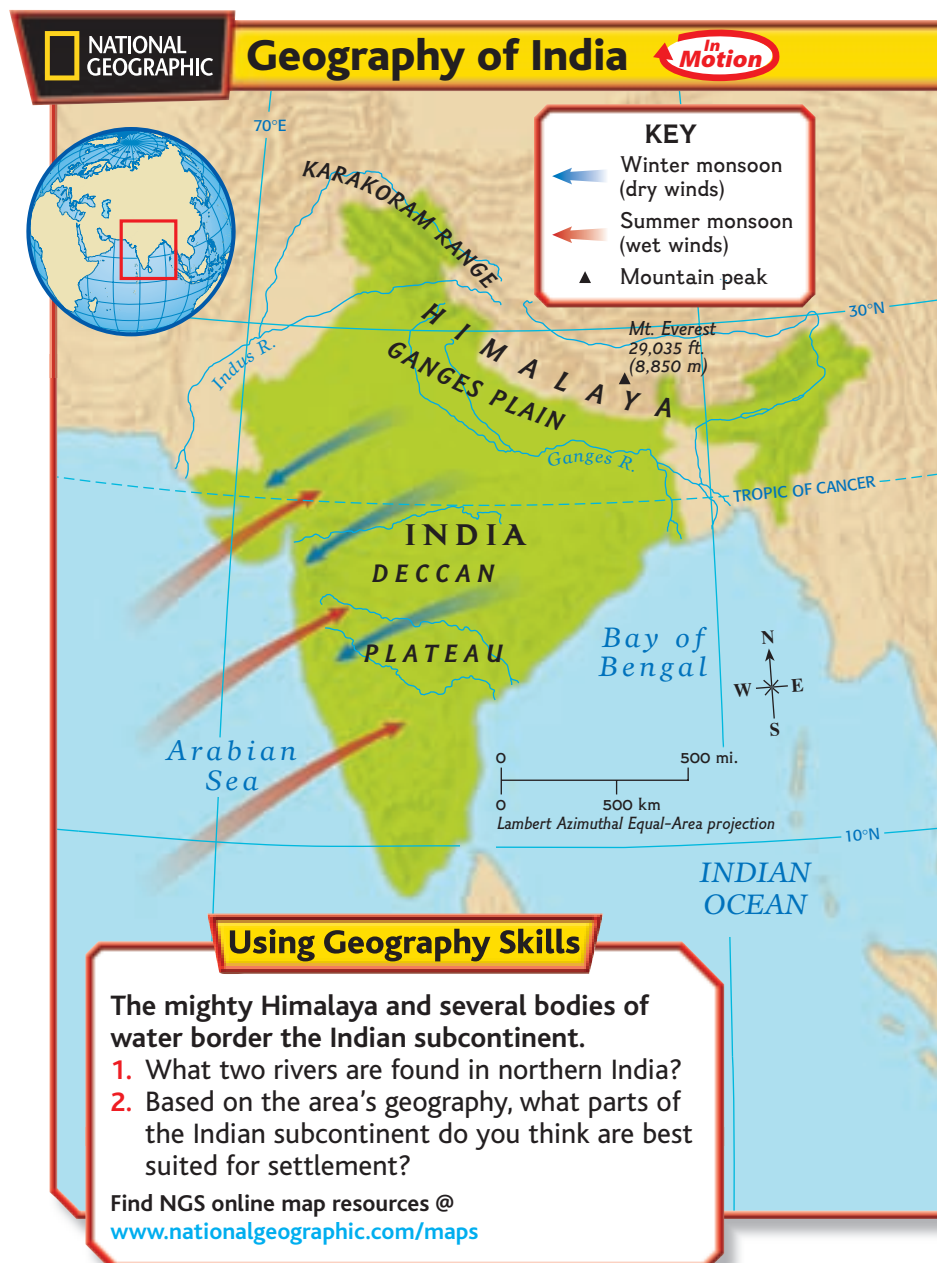 NATIONAL
GEOGRAPHIC
Geography of India
In
Motion
70°E
KEY
Winter monsoon
(dry winds)
Summer monsoon
(wet winds)
Mountain peak
KARAKORAM RANGE
30°N
HIMALAYA
Mt. Everest
29,035 ft.
(8,850 m)
Indus R.
GANGES PLAIN
Ganges R.
TROPIC OF CANCER
INDIA
DECCAN
PLATEAU
Bay of
Bengal
N
W E
S
Arabian
Sea
0 500 mi.
0 500 km
Lambert Azimuthal Equal-Area projection
10°N
INDIAN
OCEAN
Using Geography Skills
The mighty Himalaya and several bodies of
water border the Indian subcontinent.
1. What two rivers are found in northern India?
2. Based on the area's geography, what parts of
the Indian subcontinent do you think are best
suited for settlement?
Find NGS online map resources @
www.nationalgeographic.com/maps